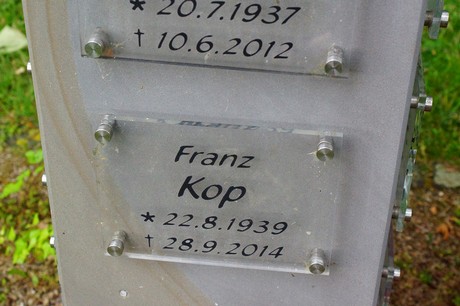 * 20.7.1937
† 10.6.2012
Franz
Kop
* 22.8.1939
† 28.9.2014